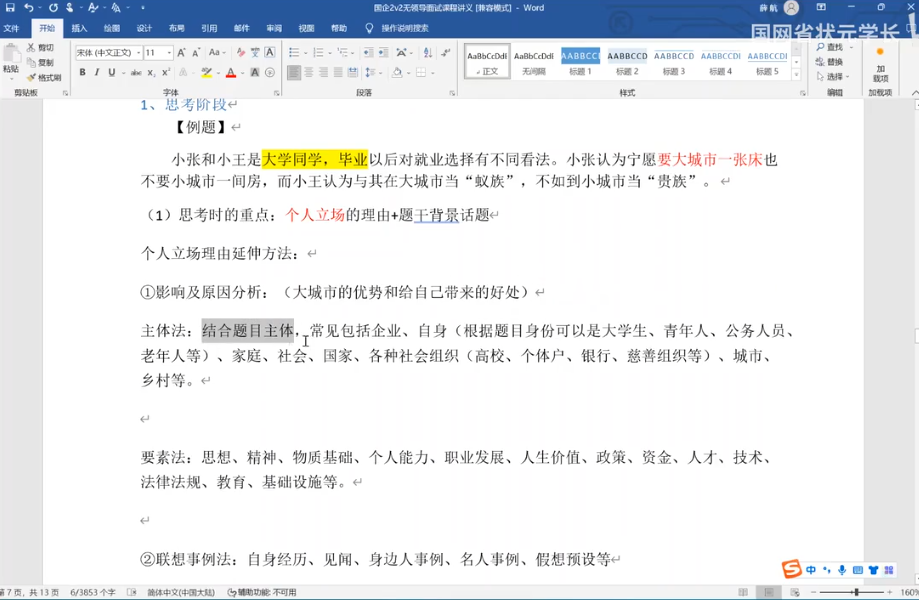 国企2v2无领导面试课程讲义 [兼容模式] - Word
薛航
文件 开始 插入 绘图 设计 布局 引用 邮件 审阅 视图 帮助 操作说明搜索
国网省状元学长
粘贴 剪切 复制 格式刷
宋体 (中文正文) 11
AaBbCcDdI AaBbCcDdI AABBCCI AABBCCD AABBCCD AABBCCDI AABBCCDI
正文 无间隔 标题 1 标题 2 标题 3 标题 4 标题 5
查找 替换 选择
加载项
剪贴板 字体 段落 样式 编辑 加载项
1、思考阶段
【例题】
小张和小王是大学同学，毕业以后对就业选择有不同看法。小张认为宁愿要大城市一张床也
不要小城市一间房，而小王认为与其在大城市当“蚁族”，不如到小城市当“贵族”。
（1）思考时的重点：个人立场的理由+题干背景话题
个人立场理由延伸方法：
①影响及原因分析：（大城市的优势和给自己带来的好处）
主体法：结合题目主体，常见包括企业、自身（根据题目身份可以是大学生、青年人、公务人员、
老年人等）、家庭、社会、国家、各种社会组织（高校、个体户、银行、慈善组织等）、城市、
乡村等。
要素法：思想、精神、物质基础、个人能力、职业发展、人生价值、政策、资金、人才、技术、
法律法规、教育、基础设施等。
②联想事例法：自身经历、见闻、身边人事例、名人事例、假想预设等
中
第 7 页，共 13 页 6/3853 个字 简体中文(中国大陆) 辅助功能: 不可用 160%